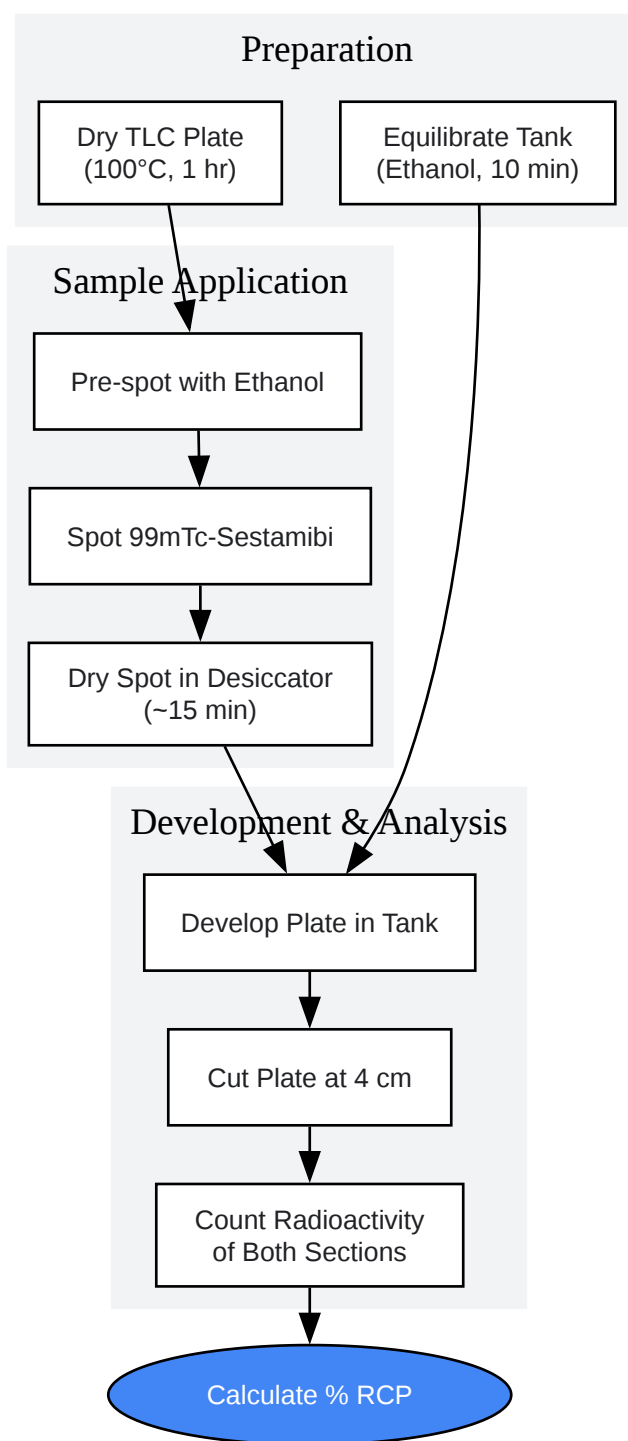 Preparation
Dry TLC Plate
(100°C, 1 hr)
Equilibrate Tank
(Ethanol, 10 min)
Sample Application
Pre-spot with Ethanol
Spot 99mTc-Sestamibi
Dry Spot in Desiccator
(~15 min)
Development & Analysis
Develop Plate in Tank
Cut Plate at 4 cm
Count Radioactivity
of Both Sections
Calculate % RCP